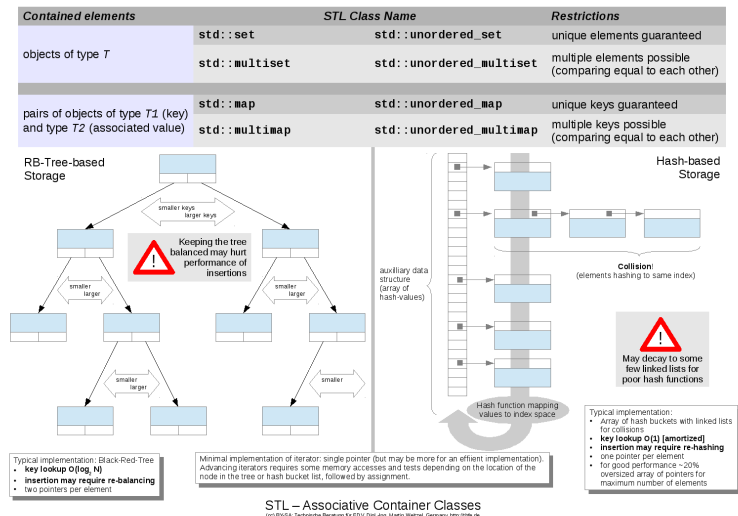 Contained elements STL Class Name Restrictions
objects of type T
std::set std::unordered_set unique elements guaranteed
std::multiset std::unordered_multiset multiple elements possible
(comparing equal to each other)
pairs of objects of type T1 (key)
and type T2 (associated value)
std::map std::unordered_map unique keys guaranteed
std::multimap std::unordered_multimap multiple keys possible
(comparing equal to each other)
RB-Tree-based
Storage
smaller keys
larger keys
Keeping the tree
balanced may hurt
performance of
insertions
!
smaller
larger
smaller
larger
smaller
larger
smaller
Typical implementation: Black-Red-Tree
• key lookup O(log2 N)
• insertion may require re-balancing
• two pointers per element
Hash-based
Storage
auxilliary data
structure
(array of
hash-values)
Collision!
(elements hashing to same index)
!
May decay to some
few linked lists for
poor hash functions
Hash function mapping
values to index space
Minimal implementation of iterator: single pointer (but may be more for an effiient implementation).
Advancing iterators requires some memory accesses and tests depending on the location of the
node in the tree or hash bucket list, followed by assignment.
Typical implementation:
• Array of hash buckets with linked lists
for collisions
• key lookup O(1) [amortized]
• insertion may require re-hashing
• one pointer per element
• for good performance ~20%
oversized array of pointers for
maximum number of elements
STL – Associative Container Classes